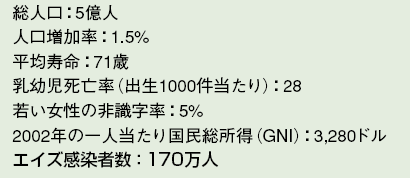 総人口：5億人
人口増加率：1.5%
平均寿命：71歳
乳幼児死亡率（出生1000件当たり）：28
若い女性の非識字率：5%
2002年の一人当たり国民総所得（GNI）：3,280ドル
エイズ感染者数：170万人